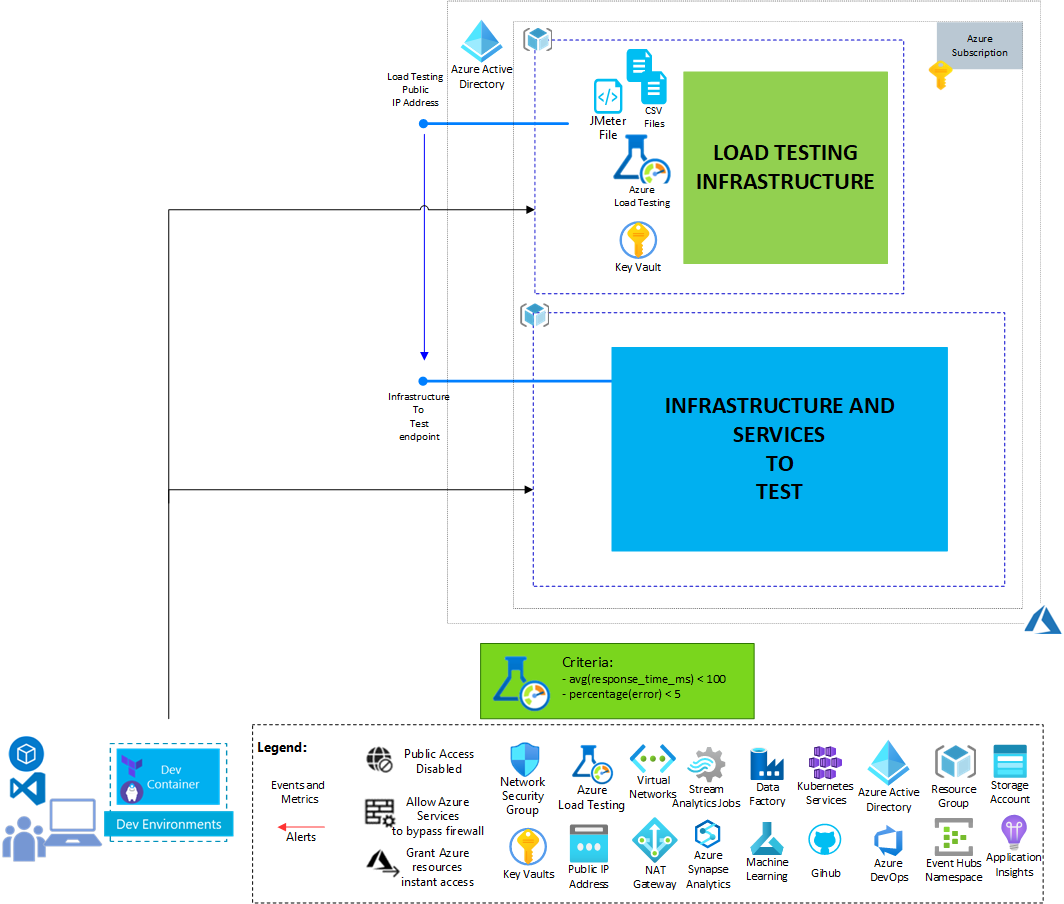 Azure
Subscription
Azure Active
Directory
Load Testing
Public
IP Address
JMeter
File
CSV
Files
Azure
Load Testing
Key Vault
LOAD TESTING
INFRASTRUCTURE
Infrastructure
To
Test
endpoint
INFRASTRUCTURE AND
SERVICES
TO
TEST
Criteria:
- avg(response_time_ms) < 100
- percentage(error) < 5
Dev
Container
Dev Environments
Legend:
Events and
Metrics
Alerts
Public Access
Disabled
Allow Azure
Services
to bypass firewall
Grant Azure
resources
instant access
Network
Security
Group
Azure
Load Testing
Virtual
Networks
Stream
AnalyticsJobs
Data
Factory
Kubernetes
Services
Azure Active
Directory
Resource
Group
Storage
Account
Key Vaults
Public IP
Address
NAT
Gateway
Azure
Synapse
Analytics
Machine
Learning
Gihub
Azure
DevOps
Event Hubs
Namespace
Application
Insights